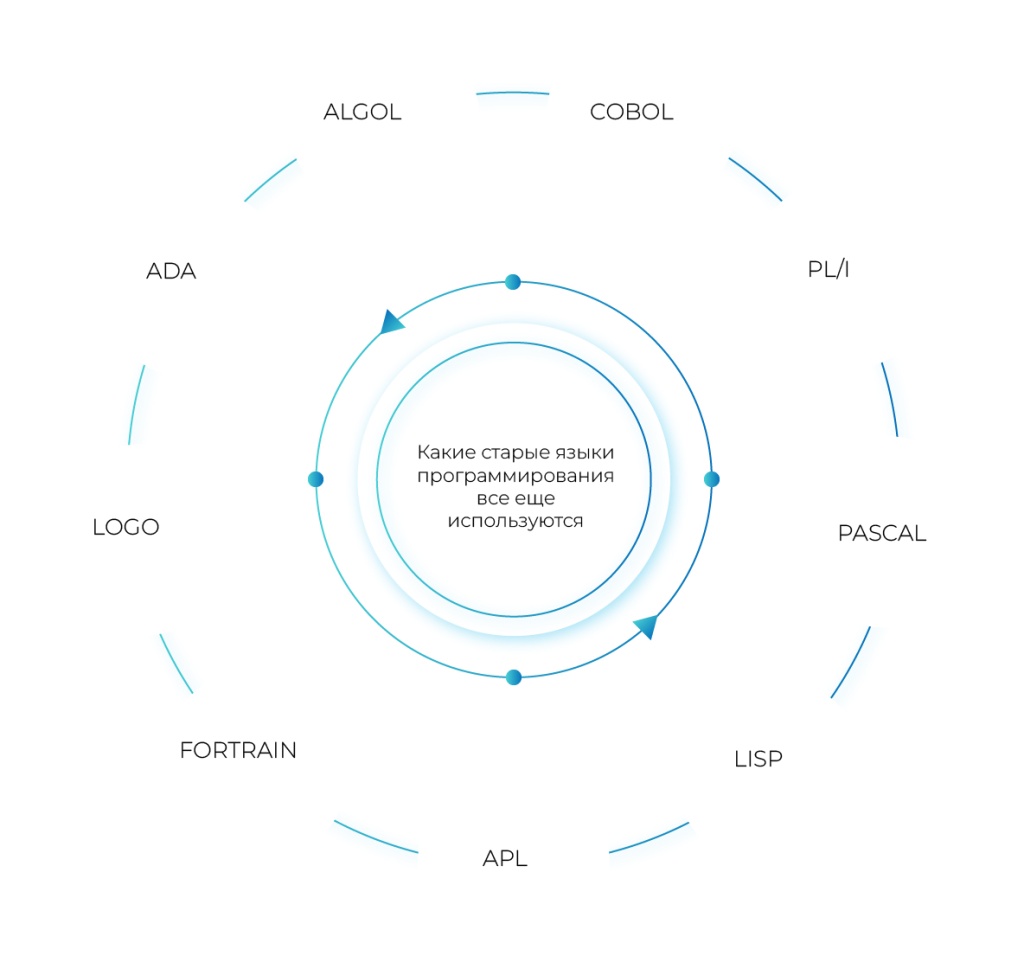 ALGOL
COBOL
ADA
PL/I
Какие старые языки
программирования
все еще
используются
LOGO
PASCAL
FORTRAIN
LISP
APL